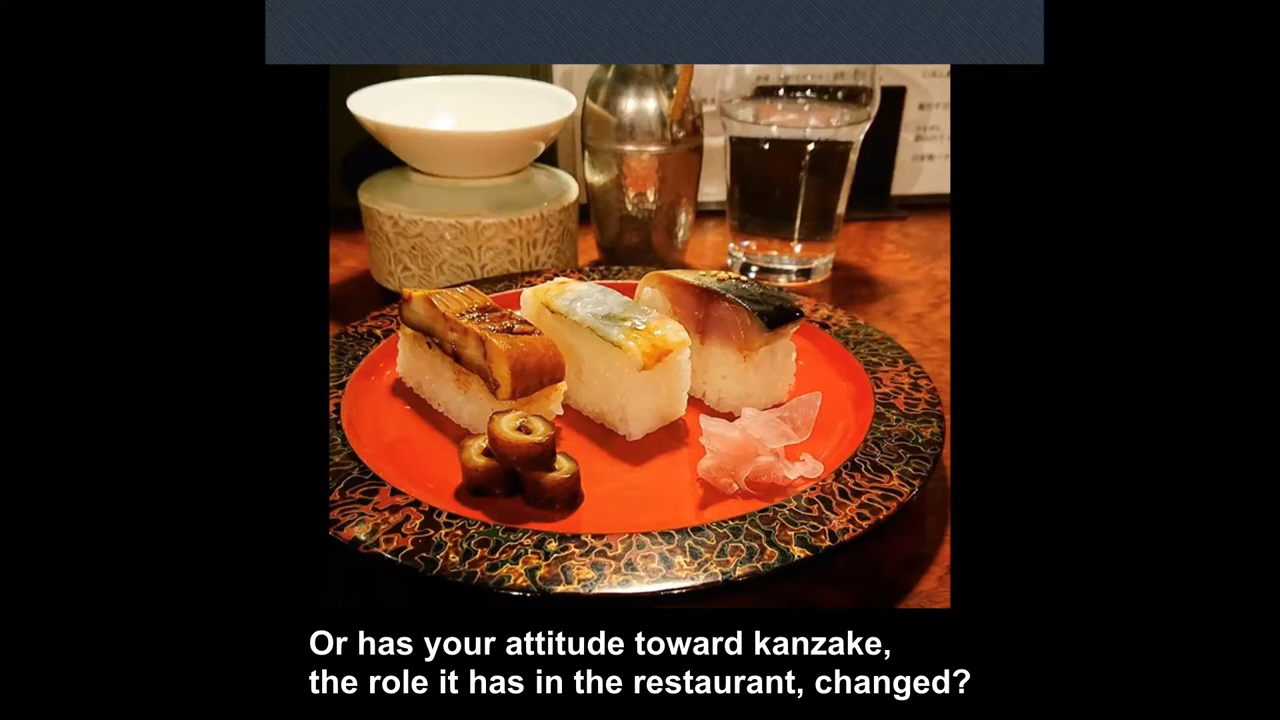 Or has your attitude toward kanzake,
the role it has in the restaurant, changed?